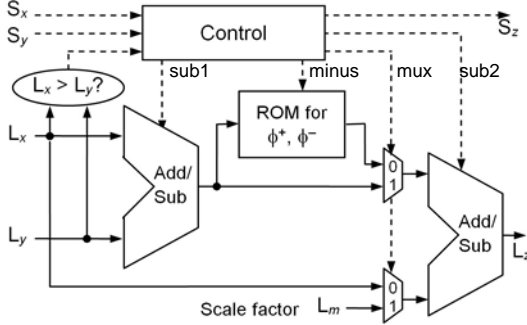 Sx
Sy
Control
Sz
sub1
minus
mux
sub2
Lx > Ly?
ROM for
ϕ+, ϕ−
Lx
Add/
Sub
0
1
Add/
Sub
Ly
Lz
0
1
Scale factor Lm